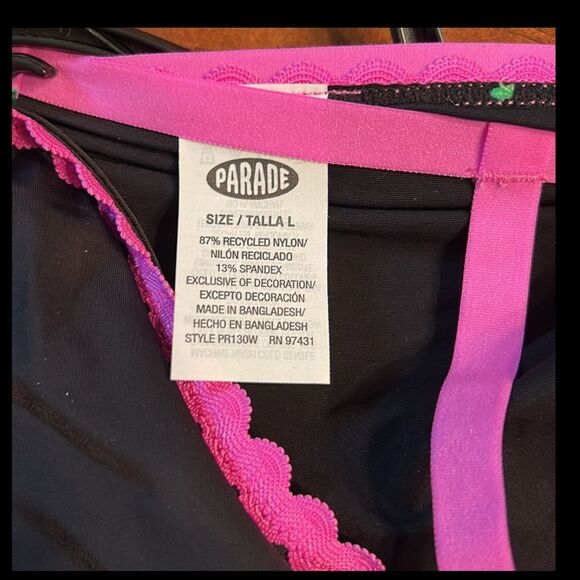 PARADE
SIZE / TALLA L
87% RECYCLED NYLON/
NILÓN RECICLADO
13% SPANDEX
EXCLUSIVE OF DECORATION/
EXCEPTO DECORACIÓN
MADE IN BANGLADESH/
HECHO EN BANGLADESH
STYLE PR130W RN 97431